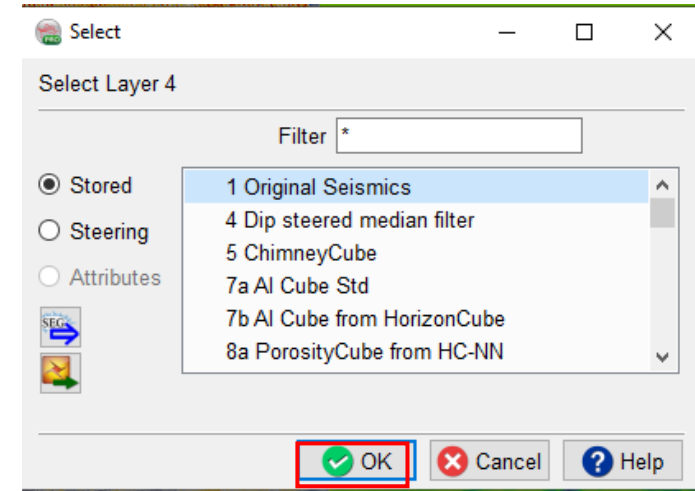 Select
Select Layer 4
Filter *
Stored
Steering
Attributes
1 Original Seismics
4 Dip steered median filter
5 ChimneyCube
7a AI Cube Std
7b AI Cube from HorizonCube
8a PorosityCube from HC-NN
SEG
OK Cancel Help